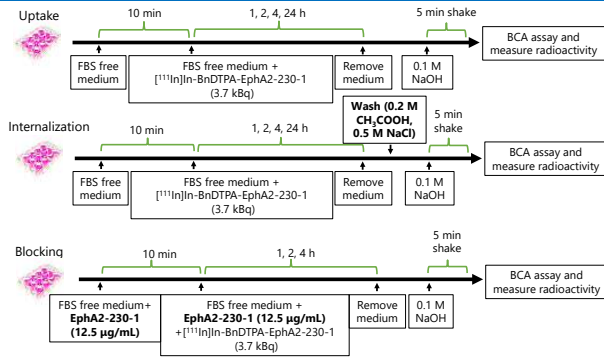 Uptake
10 min
1, 2, 4, 24 h
5 min shake
FBS free
medium
FBS free medium +
[¹¹¹In]In-BnDTPA-EphA2-230-1
(3.7 kBq)
Remove
medium
0.1 M
NaOH
BCA assay and
measure radioactivity
Internalization
10 min
1, 2, 4, 24 h
Wash (0.2 M
CH₃COOH,
0.5 M NaCl)
5 min
shake
FBS free
medium
FBS free medium +
[¹¹¹In]In-BnDTPA-EphA2-230-1
(3.7 kBq)
Remove
medium
0.1 M
NaOH
BCA assay and
measure radioactivity
Blocking
10 min
1, 2, 4 h
5 min
shake
FBS free medium+
EphA2-230-1
(12.5 μg/mL)
FBS free medium +
EphA2-230-1 (12.5 μg/mL)
+[¹¹¹In]In-BnDTPA-EphA2-230-1
(3.7 kBq)
Remove
medium
0.1 M
NaOH
BCA assay and
measure radioactivity